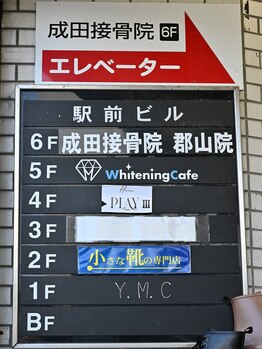 成田接骨院 6F
エレベーター
駅前ビル
6F 成田接骨院 郡山院
5F WhiteningCafe
4F Hair PLAY III
3F
2F 小さな靴の専門店
1F Y.M.C
BF